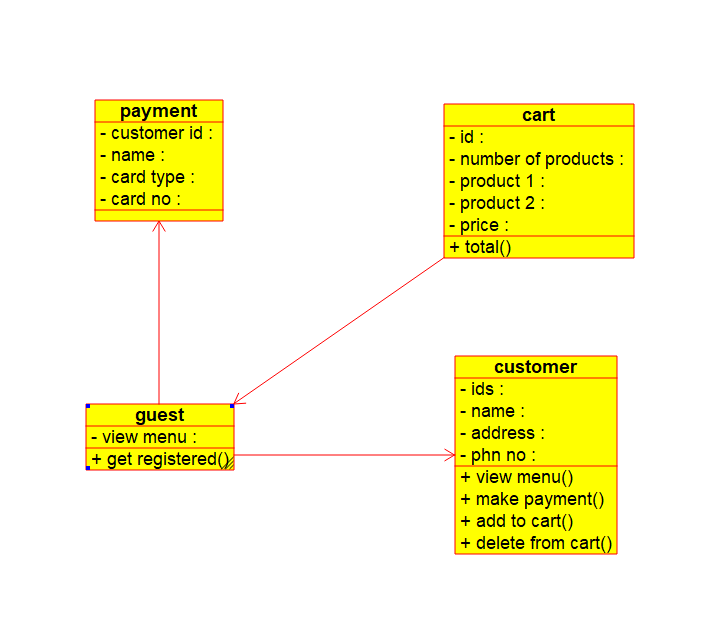 payment
- customer id :
- name :
- card type :
- card no :
cart
- id :
- number of products :
- product 1 :
- product 2 :
- price :
+ total()
guest
- view menu :
+ get registered()
customer
- ids :
- name :
- address :
- phn no :
+ view menu()
+ make payment()
+ add to cart()
+ delete from cart()